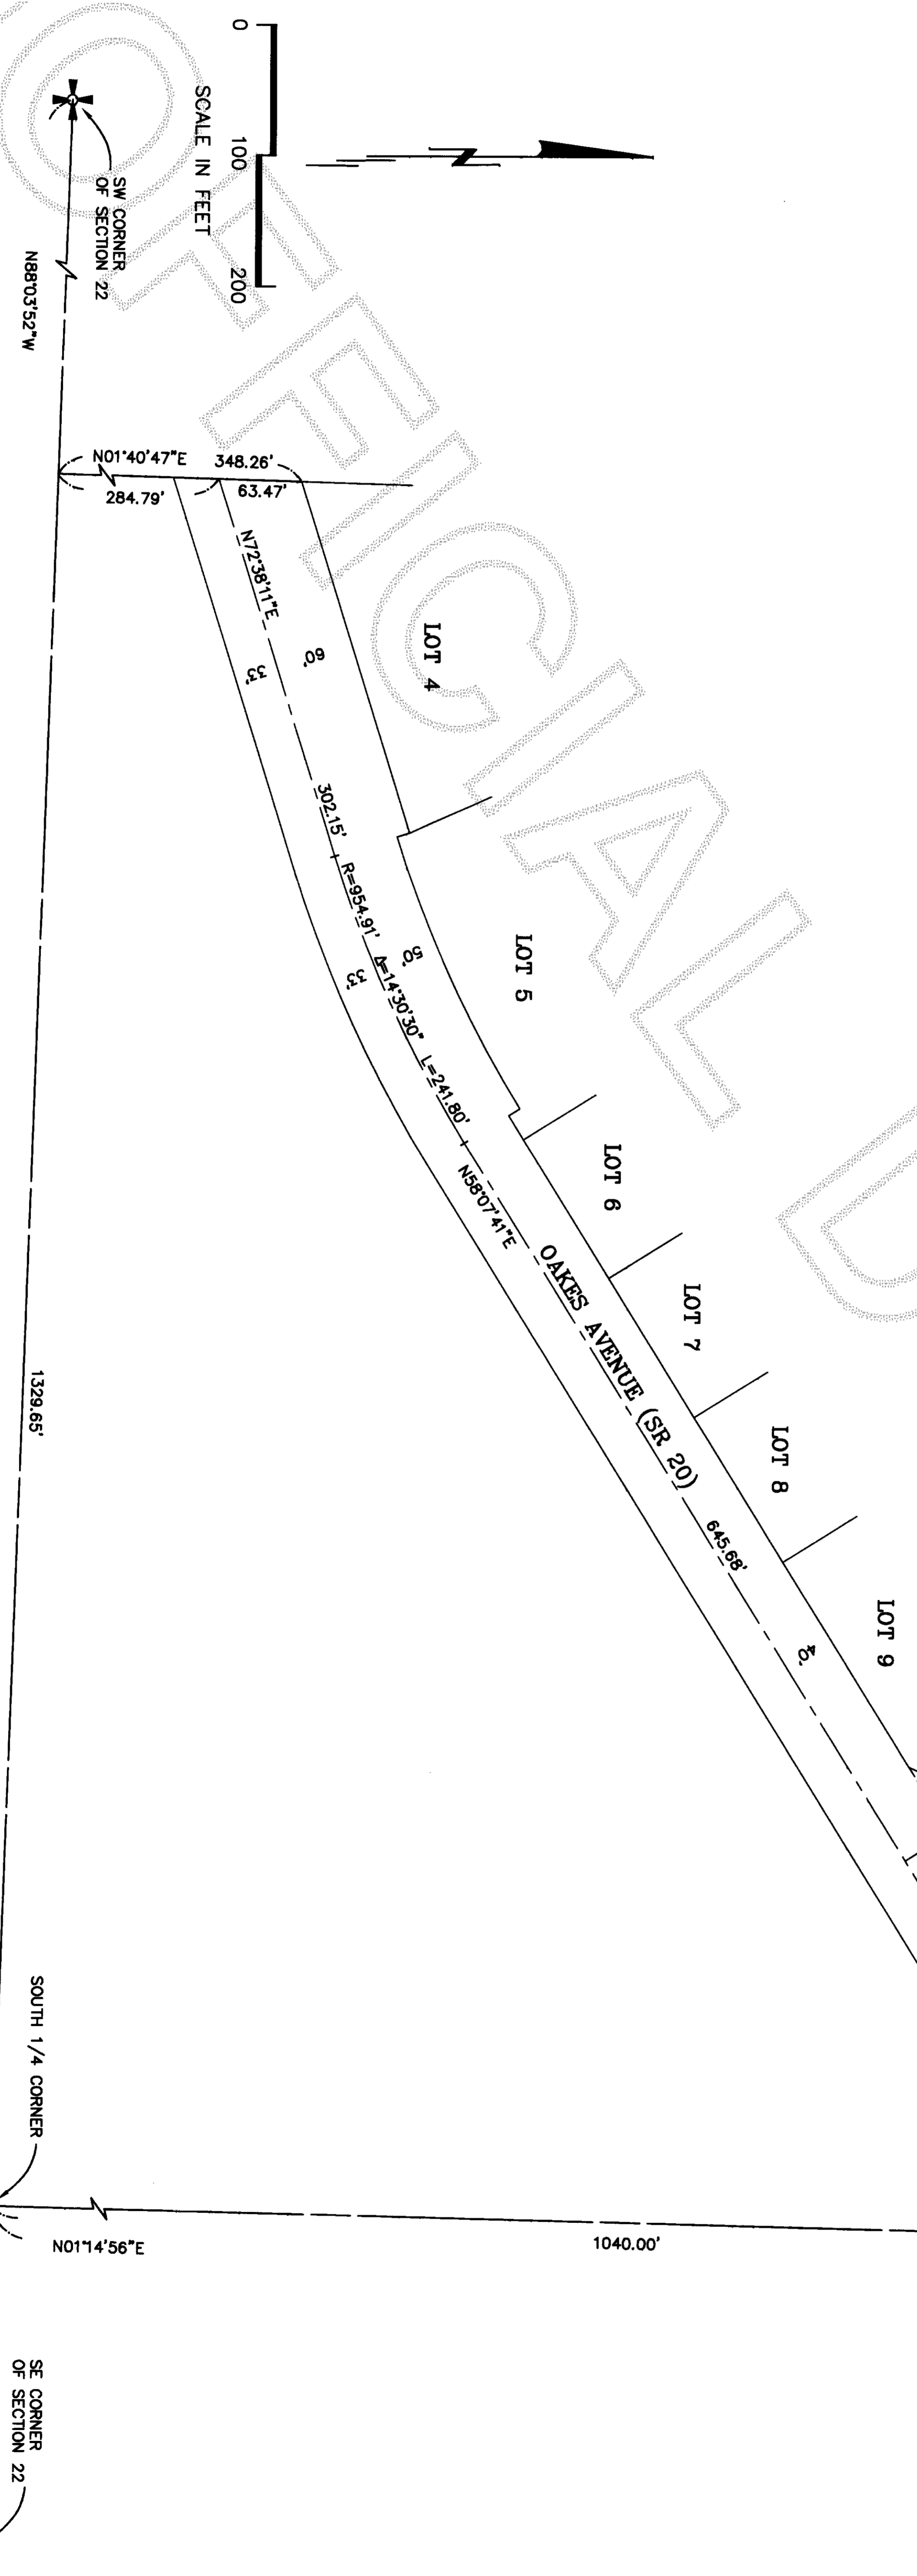 0 100 200
SCALE IN FEET
SW CORNER
OF SECTION 22
N88°03'52"W
N01°40'47"E
348.26'
284.79'
63.47'
N72°38'11"E
60'
33'
LOT 4
302.15'
R=954.91' Δ=14°30'30" L=241.80'
50'
33'
LOT 5
N58°07'41"E
LOT 6
OAKES AVENUE (SR 20)
LOT 7
LOT 8
645.68'
40'
LOT 9
1329.65'
SOUTH 1/4 CORNER
N01°14'56"E
1040.00'
SE CORNER
OF SECTION 22
OFFICIAL D